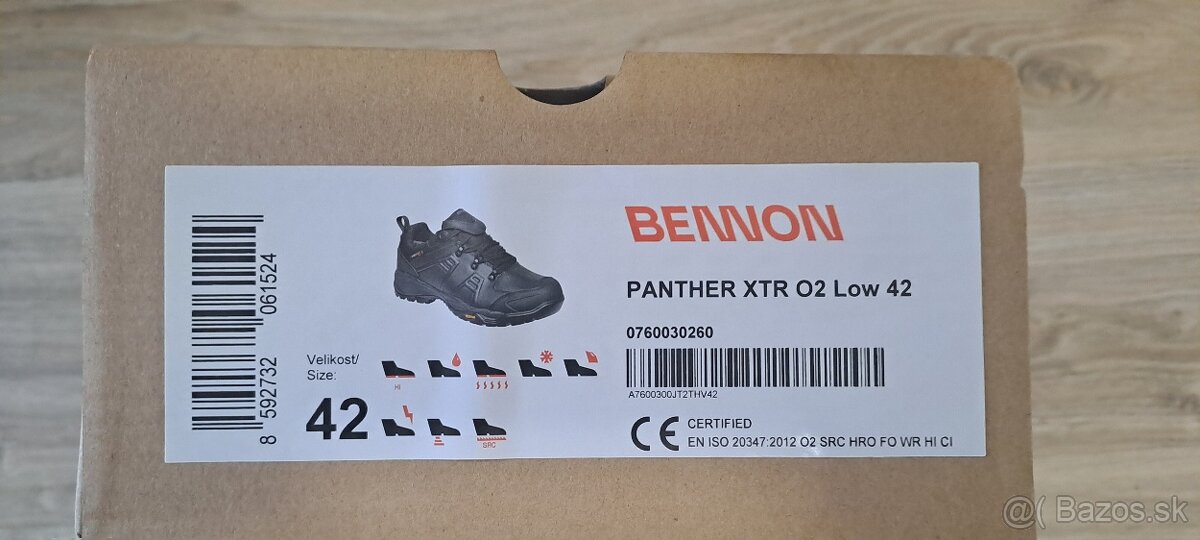 BENNON
PANTHER XTR O2 Low 42
0760030260
A7600300JT2THV42
CERTIFIED
EN ISO 20347:2012 O2 SRC HRO FO WR HI CI
8 592732 061524
Velikost/
Size:
42
HI
SRC
@( Bazos.sk